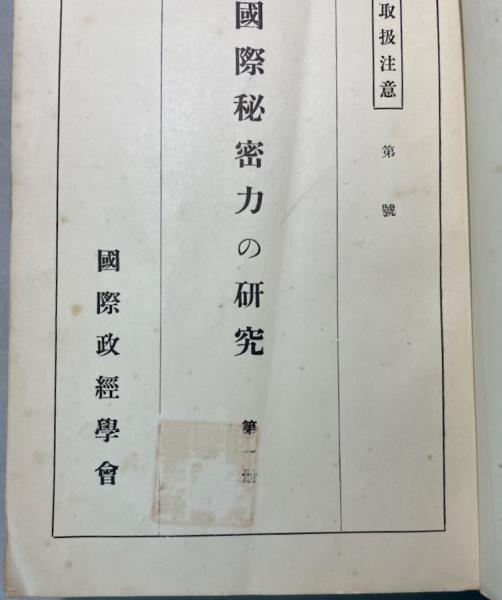 取扱注意
第 號
國際秘密力の研究
第一册
國際政經學會